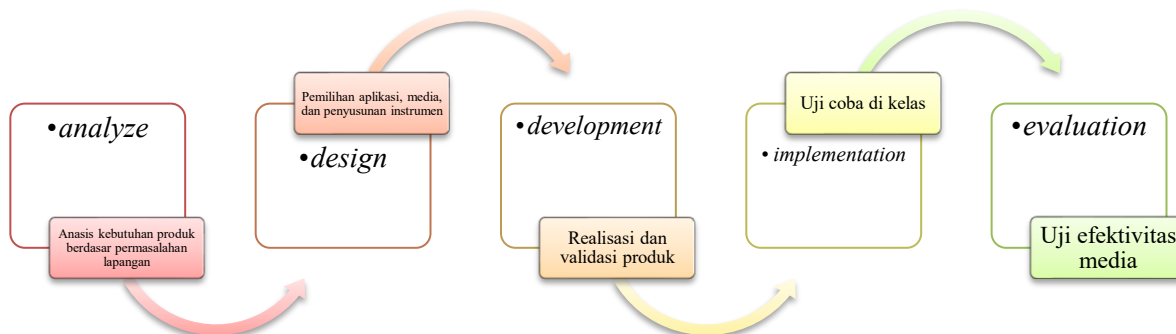 •analyze
Anasis kebutuhan produk
berdasar permasalahan
lapangan
Pemilihan aplikasi, media,
dan penyusunan instrumen
•design
•development
Realisasi dan
validasi produk
Uji coba di kelas
•implementation
•evaluation
Uji efektivitas
media